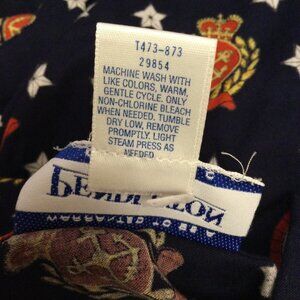 T473-873
29854
MACHINE WASH WITH
LIKE COLORS, WARM,
GENTLE CYCLE. ONLY
NON-CHLORINE BLEACH
WHEN NEEDED. TUMBLE
DRY LOW, REMOVE
PROMPTLY. LIGHT
STEAM PRESS AS
NEEDED